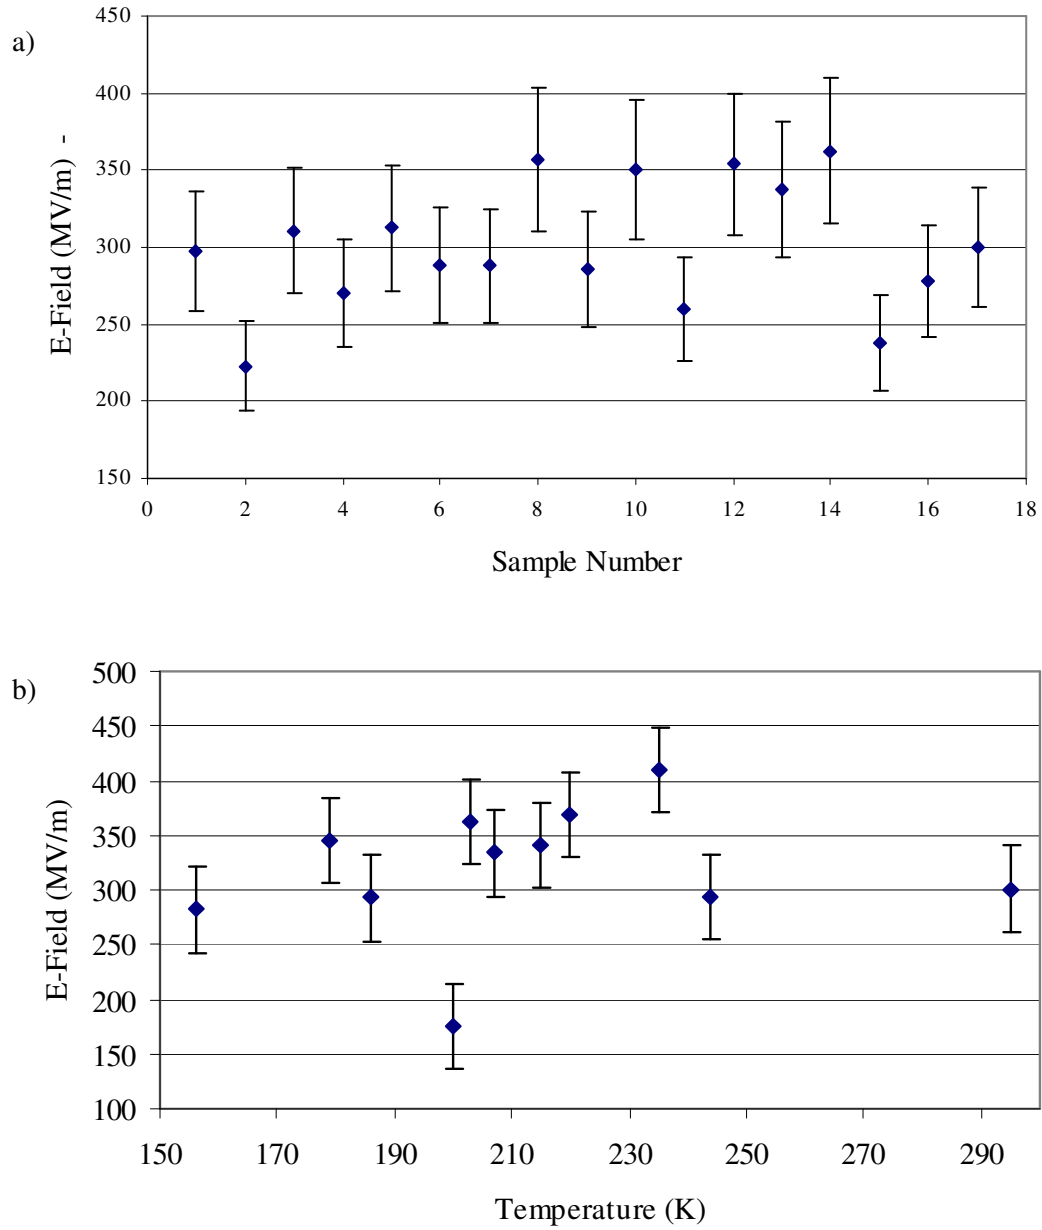 a)
E-Field (MV/m) -
450
400
350
300
250
200
150
0 2 4 6 8 10 12 14 16 18
Sample Number
b)
E-Field (MV/m)
500
450
400
350
300
250
200
150
100
150 170 190 210 230 250 270 290
Temperature (K)